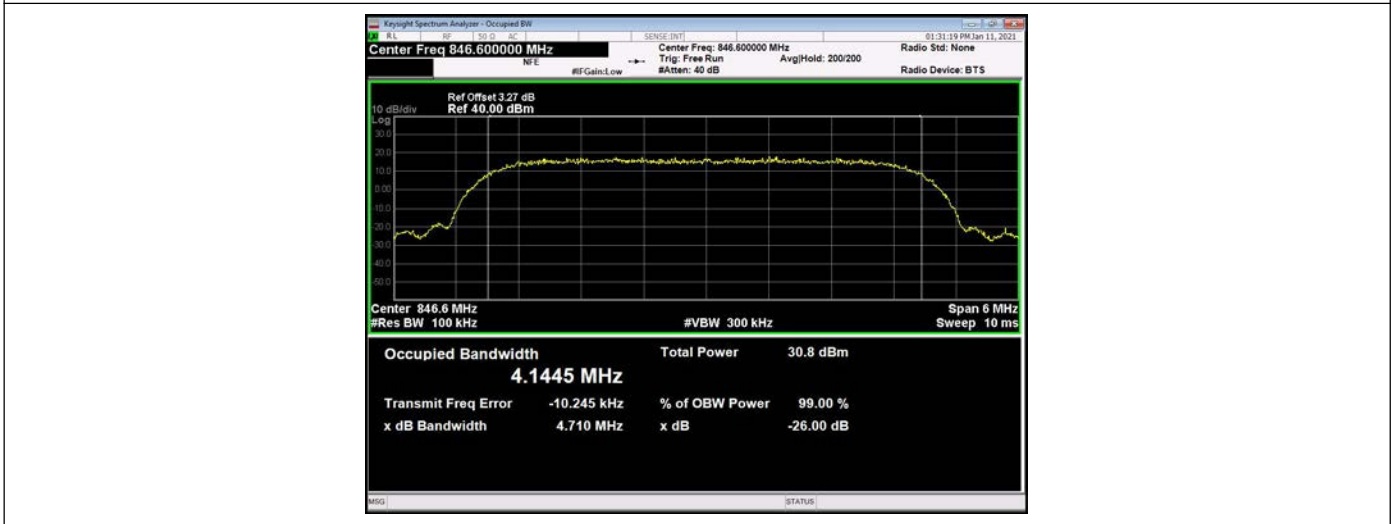 Keysight Spectrum Analyzer - Occupied BW
RL RF 50 Ω AC SENSE:INT 01:31:19 PM Jan 11, 2021
Center Freq 846.600000 MHz Center Freq: 846.600000 MHz Radio Std: None
NFE Trig: Free Run Avg|Hold: 200/200
#IFGain:Low #Atten: 40 dB Radio Device: BTS
Ref Offset 3.27 dB
10 dB/div Ref 40.00 dBm
Log
30.0
20.0
10.0
0.00
-10.0
-20.0
-30.0
-40.0
-50.0
Center 846.6 MHz Span 6 MHz
#Res BW 100 kHz #VBW 300 kHz Sweep 10 ms
Occupied Bandwidth Total Power 30.8 dBm
4.1445 MHz
Transmit Freq Error -10.245 kHz % of OBW Power 99.00 %
x dB Bandwidth 4.710 MHz x dB -26.00 dB
MSG STATUS